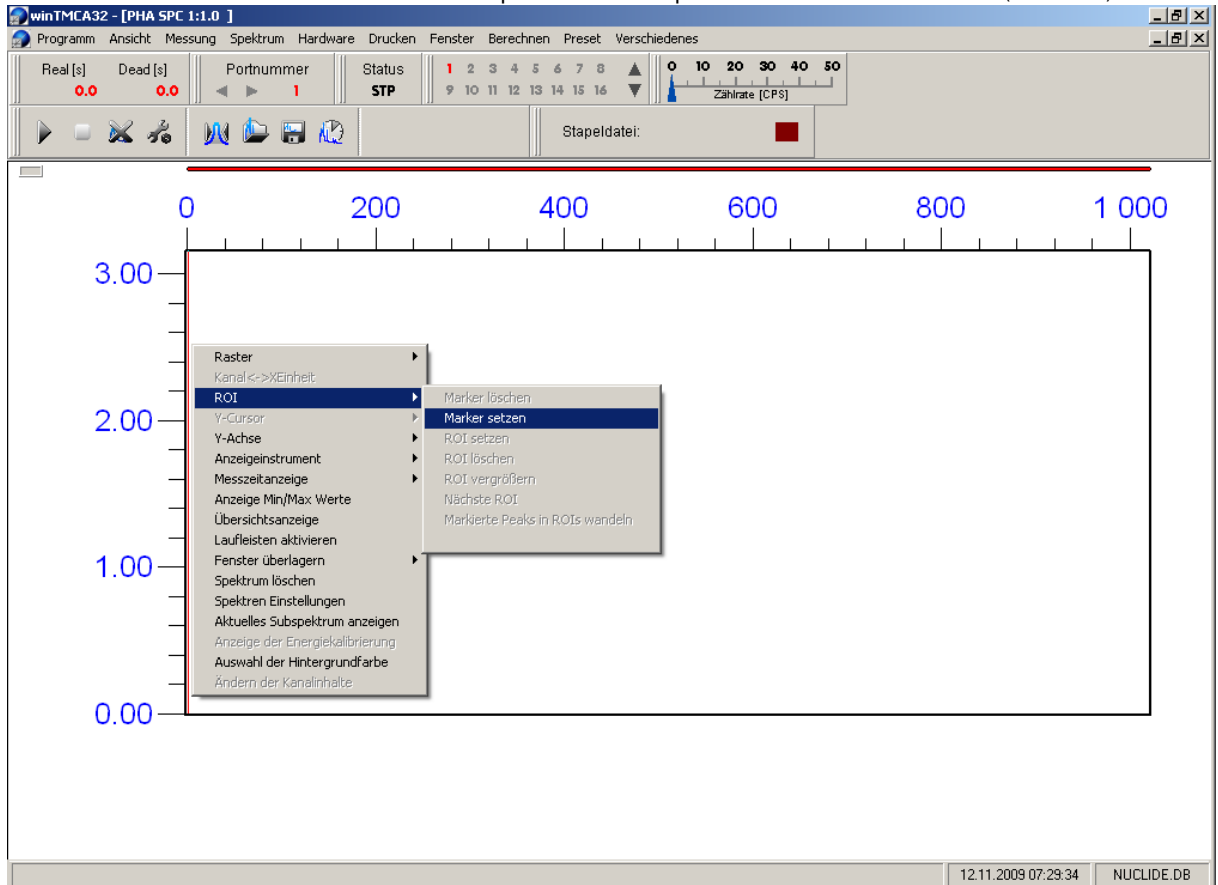 winTMCA32 - [PHA SPC 1:1.0 ]
Programm Ansicht Messung Spektrum Hardware Drucken Fenster Berechnen Preset Verschiedenes
Real [s] Dead [s] Portnummer Status 1 2 3 4 5 6 7 8 0 10 20 30 40 50
0.0 0.0 1 STP 9 10 11 12 13 14 15 16 Zählrate [CPS]
Stapeldatei:
0 200 400 600 800 1 000
3.00
2.00
1.00
0.00
Raster
Kanal<->XEinheit
ROI
Y-Cursor
Y-Achse
Anzeigeinstrument
Messzeitanzeige
Anzeige Min/Max Werte
Übersichtsanzeige
Laufleisten aktivieren
Fenster überlagern
Spektrum löschen
Spektren Einstellungen
Aktuelles Subspektrum anzeigen
Anzeige der Energiekalibrierung
Auswahl der Hintergrundfarbe
Ändern der Kanalinhalte
Marker löschen
Marker setzen
ROI setzen
ROI löschen
ROI vergrößern
Nächste ROI
Markierte Peaks in ROIs wandeln
12.11.2009 07:29:34 NUCLIDE.DB